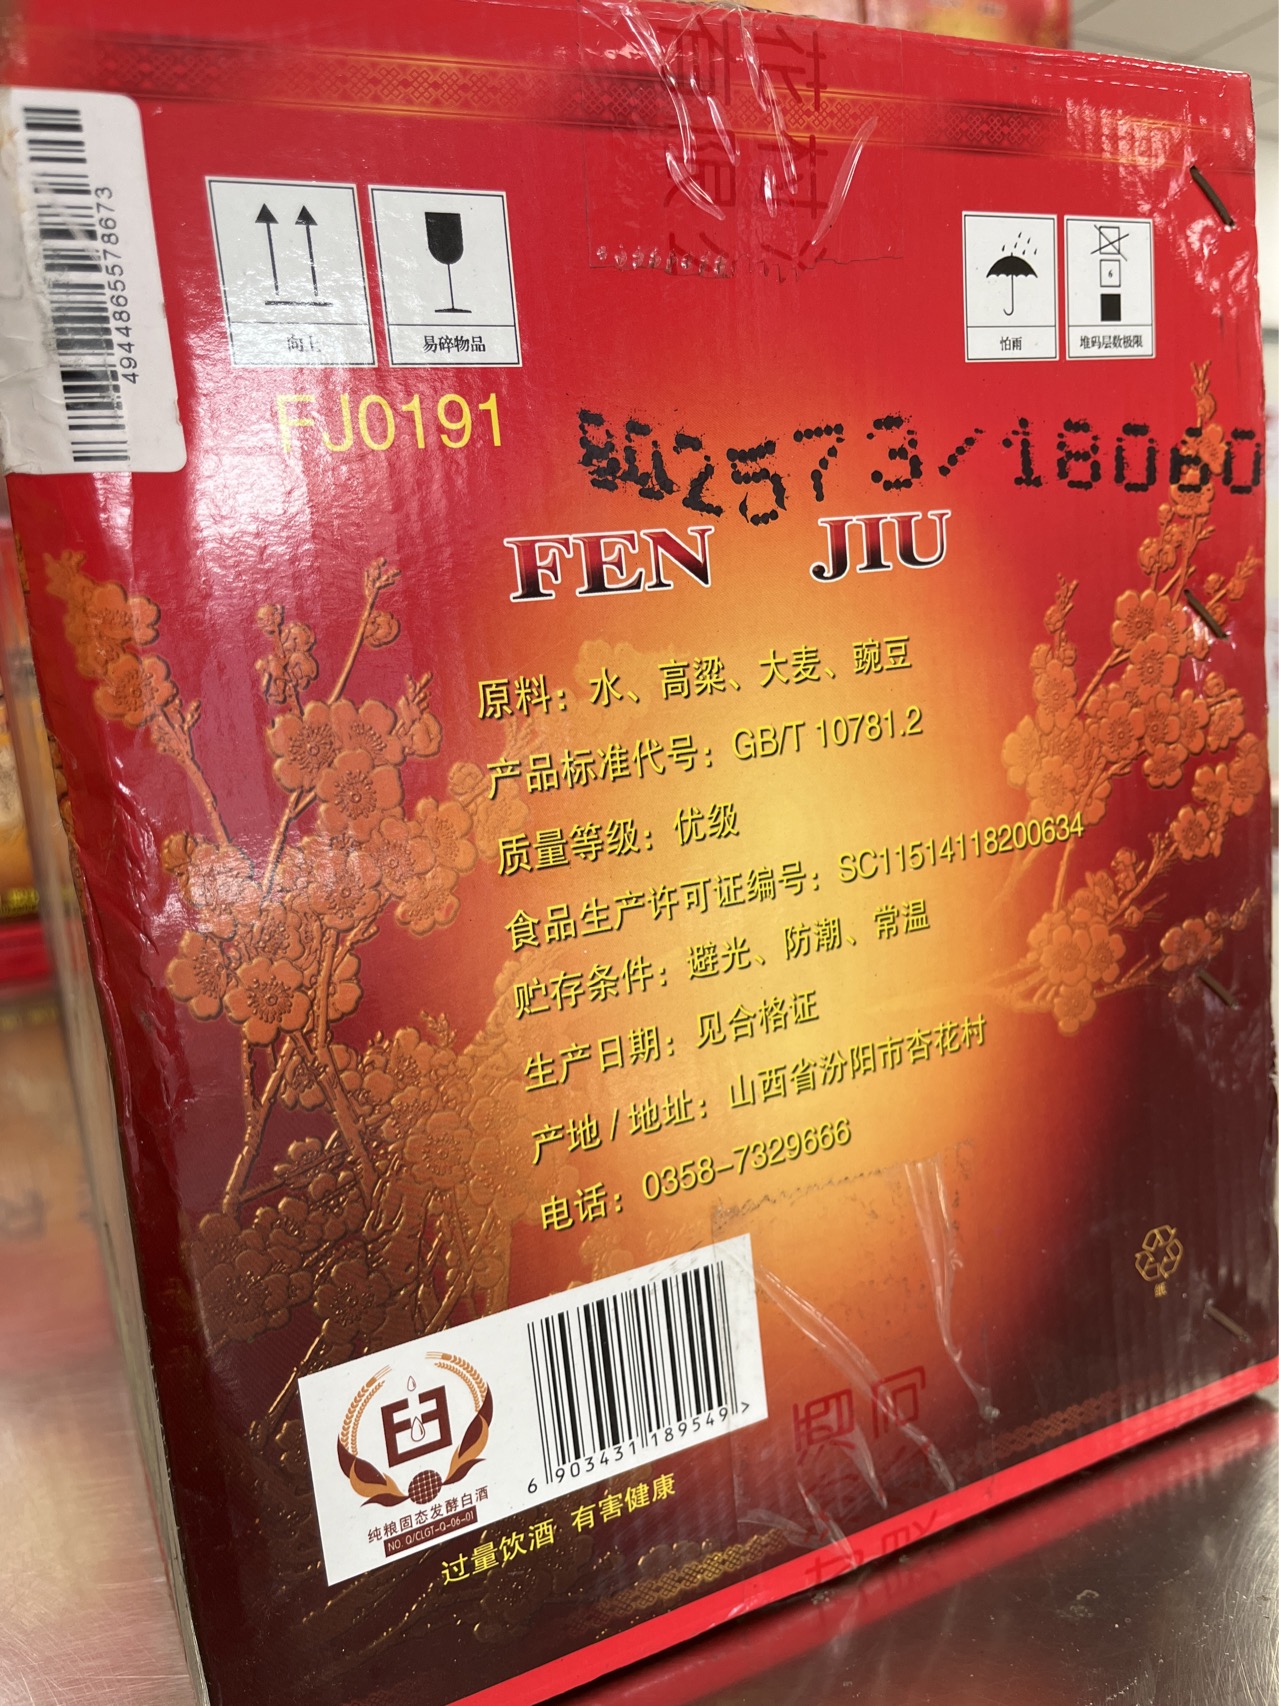 4944865578673
向上
易碎物品
怕雨
6
堆码层数极限
FJ0191
2573/18060
FEN JIU
原料：水、高粱、大麦、豌豆
产品标准代号：GB/T 10781.2
质量等级：优级
食品生产许可证编号：SC11514118200634
贮存条件：避光、防潮、常温
生产日期：见合格证
产地/地址：山西省汾阳市杏花村
电话：0358-7329666
纸
纯粮固态发酵白酒
NO. Q/CLGT-Q-06-01
6 903431 189549 >
过量饮酒 有害健康